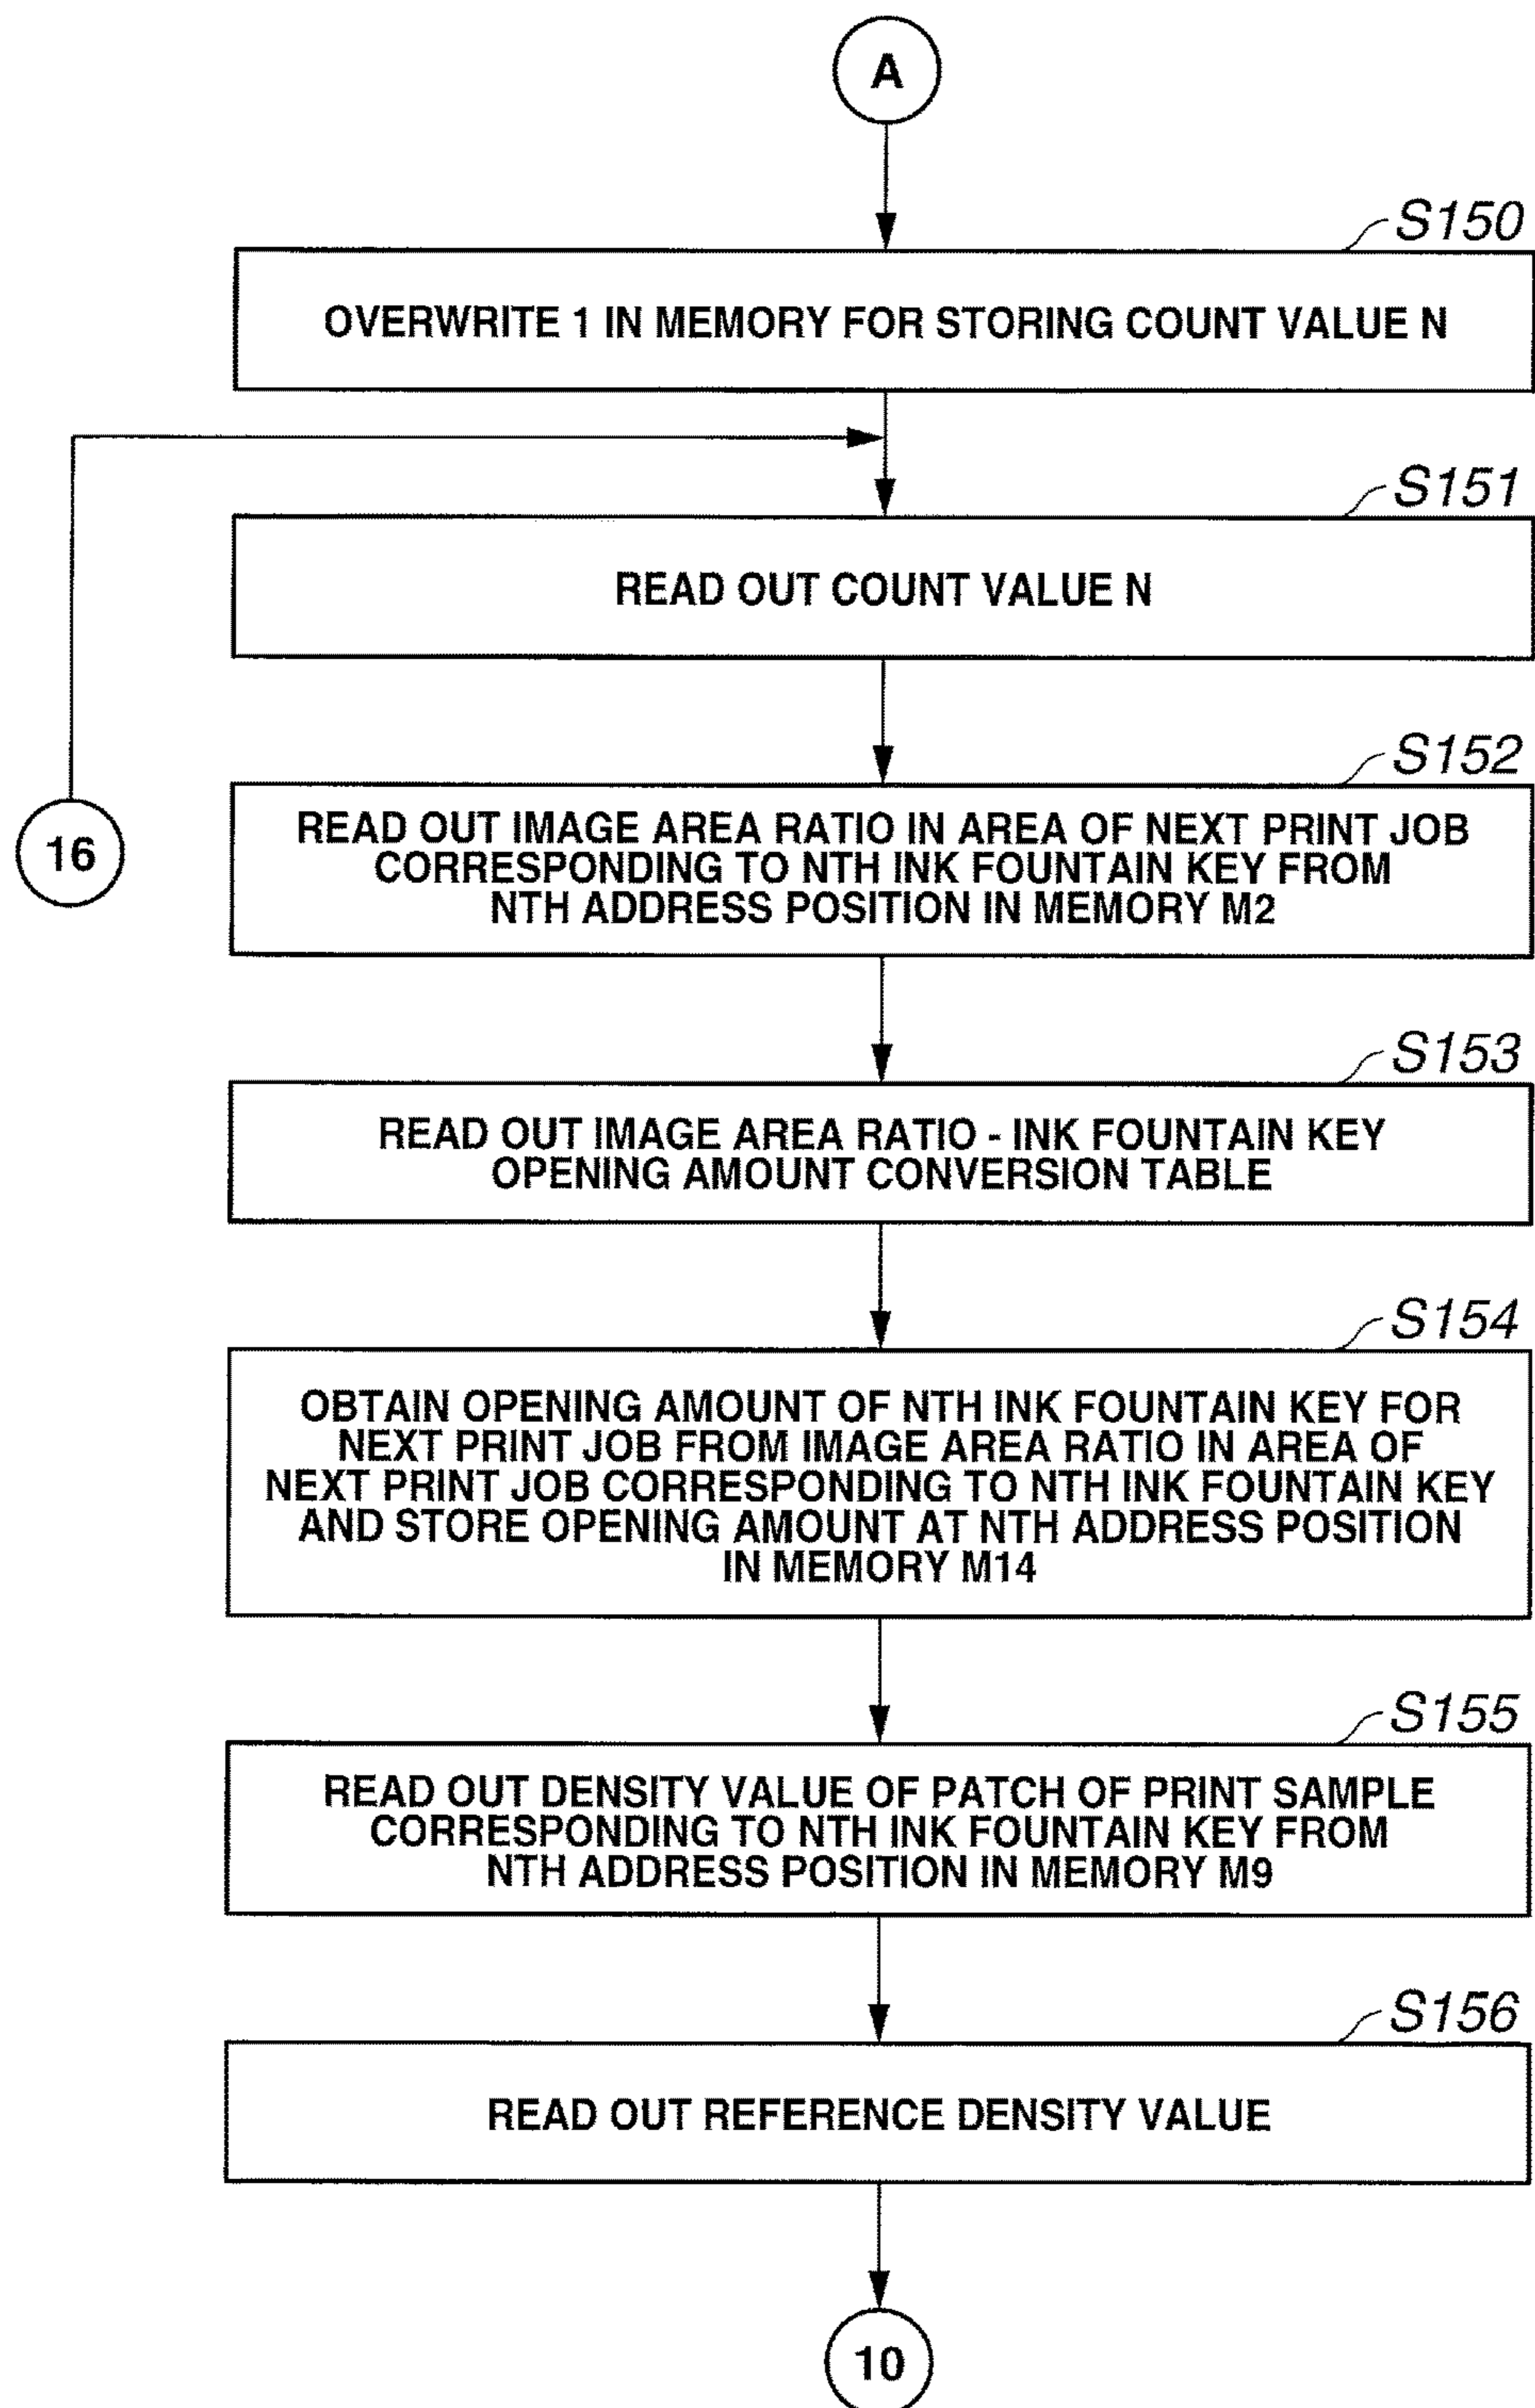 A
S150
OVERWRITE 1 IN MEMORY FOR STORING COUNT VALUE N
S151
READ OUT COUNT VALUE N
S152
READ OUT IMAGE AREA RATIO IN AREA OF NEXT PRINT JOB
CORRESPONDING TO NTH INK FOUNTAIN KEY FROM
NTH ADDRESS POSITION IN MEMORY M2
16
S153
READ OUT IMAGE AREA RATIO - INK FOUNTAIN KEY
OPENING AMOUNT CONVERSION TABLE
S154
OBTAIN OPENING AMOUNT OF NTH INK FOUNTAIN KEY FOR
NEXT PRINT JOB FROM IMAGE AREA RATIO IN AREA OF
NEXT PRINT JOB CORRESPONDING TO NTH INK FOUNTAIN KEY
AND STORE OPENING AMOUNT AT NTH ADDRESS POSITION
IN MEMORY M14
S155
READ OUT DENSITY VALUE OF PATCH OF PRINT SAMPLE
CORRESPONDING TO NTH INK FOUNTAIN KEY FROM
NTH ADDRESS POSITION IN MEMORY M9
S156
READ OUT REFERENCE DENSITY VALUE
10